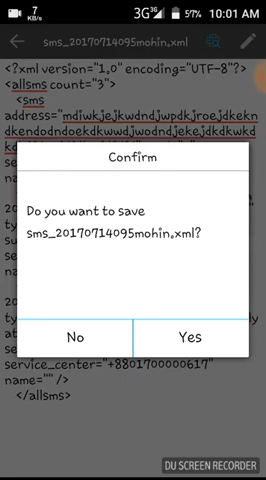 7
KB/s
3G
57%
10:01 AM
sms_20170714095mohin.xml
<?xml version="1.0" encoding="UTF-8"?>
<allsms count="3">
<sms
address="mdiwkjejkwdndjwpdkjroejdkekn
dkendodndoekdkwwdjwodndjekejdkdkwkd
Confirm
Do you want to save
sms_20170714095mohin.xml?
No
Yes
service_center="+8801700000617"
name="" />
</allsms>
DU SCREEN RECORDER